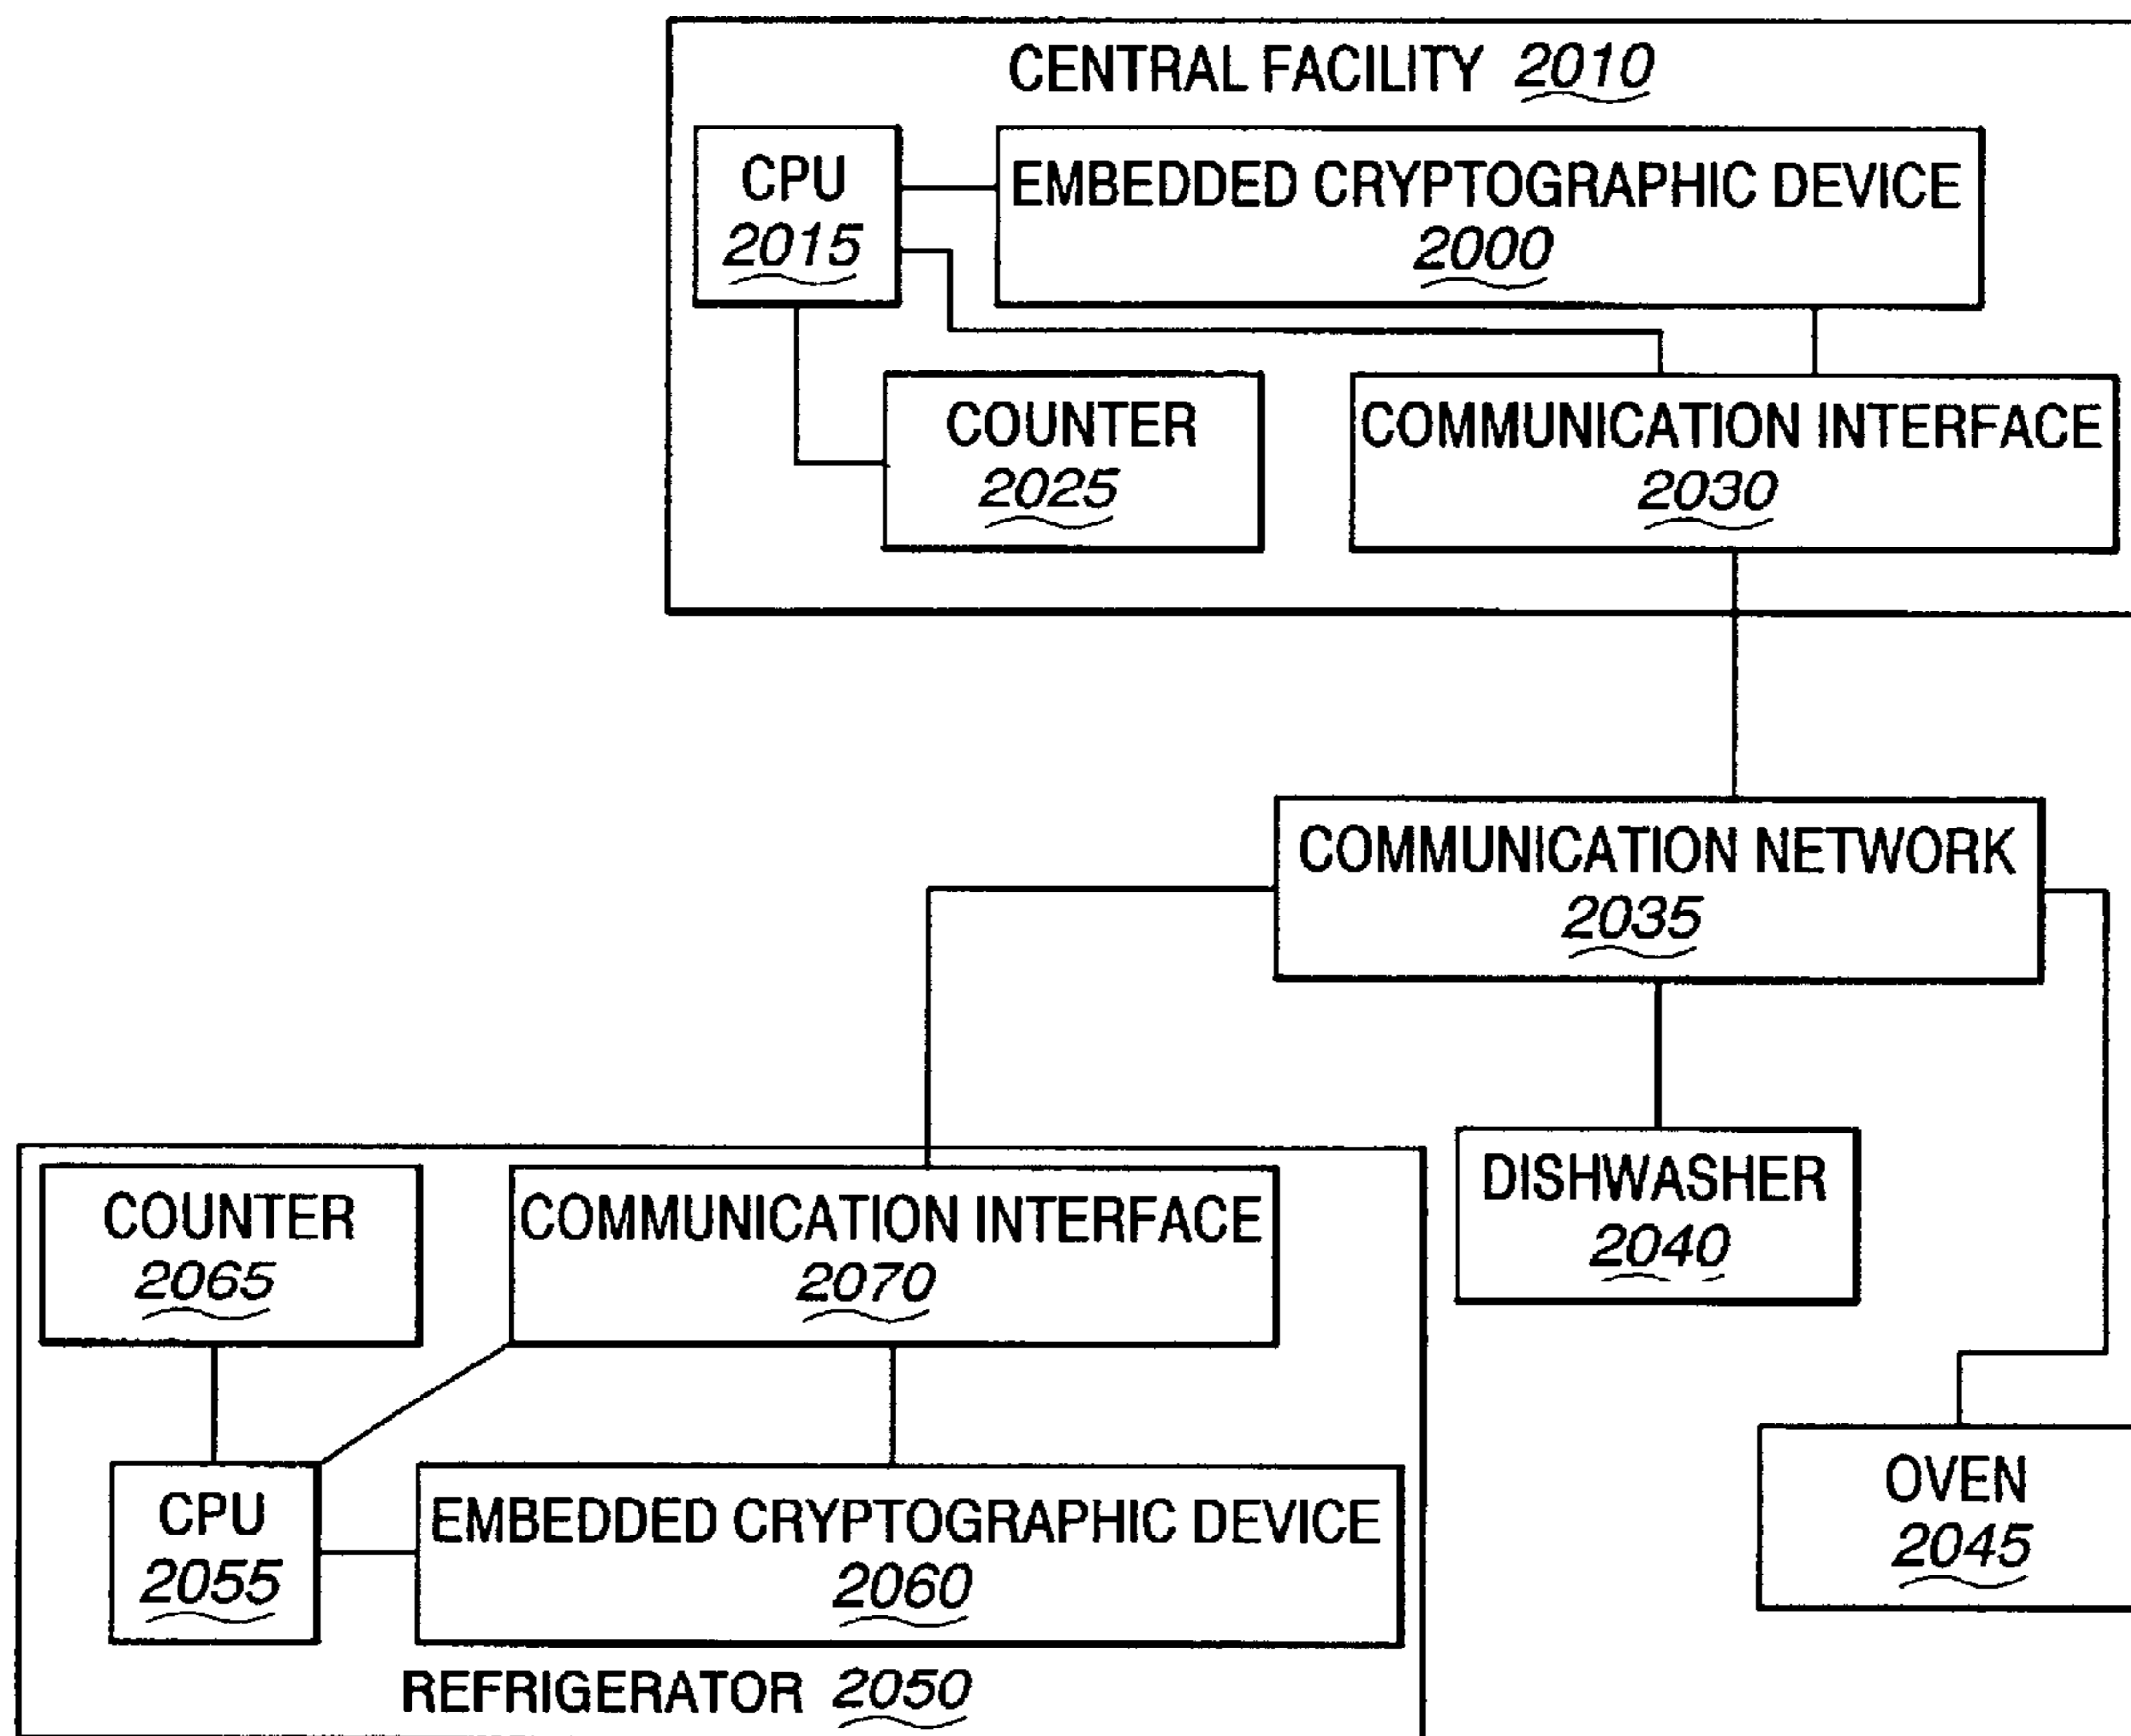 CENTRAL FACILITY 2010
CPU
2015
EMBEDDED CRYPTOGRAPHIC DEVICE
2000
COUNTER
2025
COMMUNICATION INTERFACE
2030
COMMUNICATION NETWORK
2035
COUNTER
2065
COMMUNICATION INTERFACE
2070
DISHWASHER
2040
CPU
2055
EMBEDDED CRYPTOGRAPHIC DEVICE
2060
OVEN
2045
REFRIGERATOR 2050